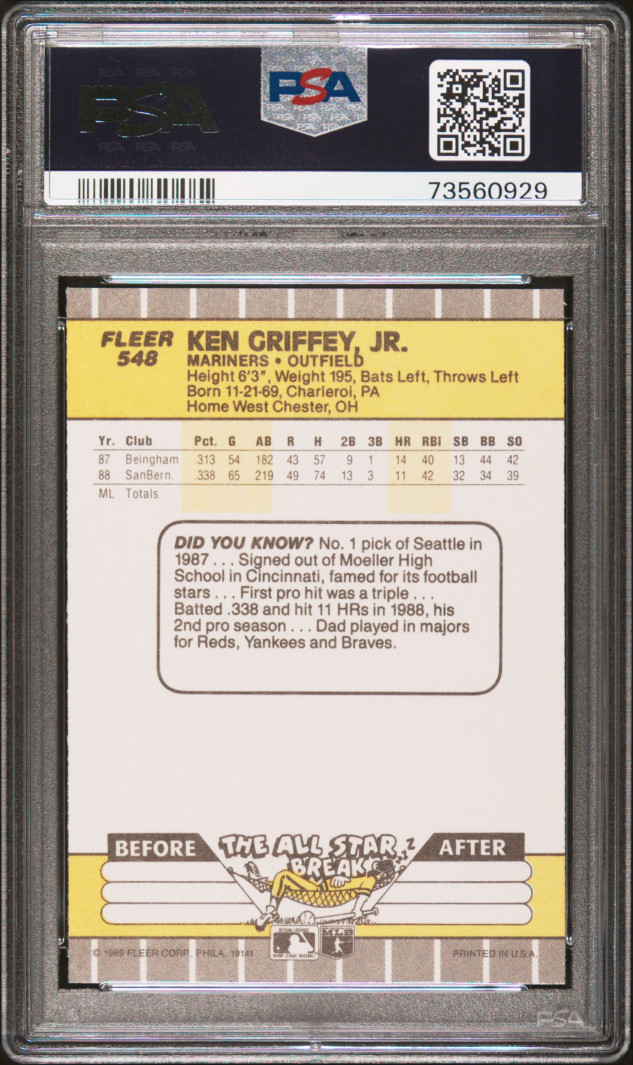 PSA
PSA
73560929
FLEER
548
KEN GRIFFEY, JR.
MARINERS • OUTFIELD
Height 6'3", Weight 195, Bats Left, Throws Left
Born 11-21-69, Charleroi, PA
Home West Chester, OH
Yr. Club Pct. G AB R H 2B 3B HR RBI SB BB SO
87 Beingham .313 54 182 43 57 9 1 14 40 13 44 42
88 SanBern. .338 65 219 49 74 13 3 11 42 32 34 39
ML Totals
DID YOU KNOW? No. 1 pick of Seattle in
1987 . . . Signed out of Moeller High
School in Cincinnati, famed for its football
stars . . . First pro hit was a triple . . .
Batted .338 and hit 11 HRs in 1988, his
2nd pro season . . . Dad played in majors
for Reds, Yankees and Braves.
BEFORE THE ALL STAR BREAK AFTER
Z Z Z
OFFICIAL LICENSEE
MAJOR LEAGUE BASEBALL
MLB
© 1989 FLEER CORP., PHILA. 19141
PRINTED IN U.S.A.
PSA